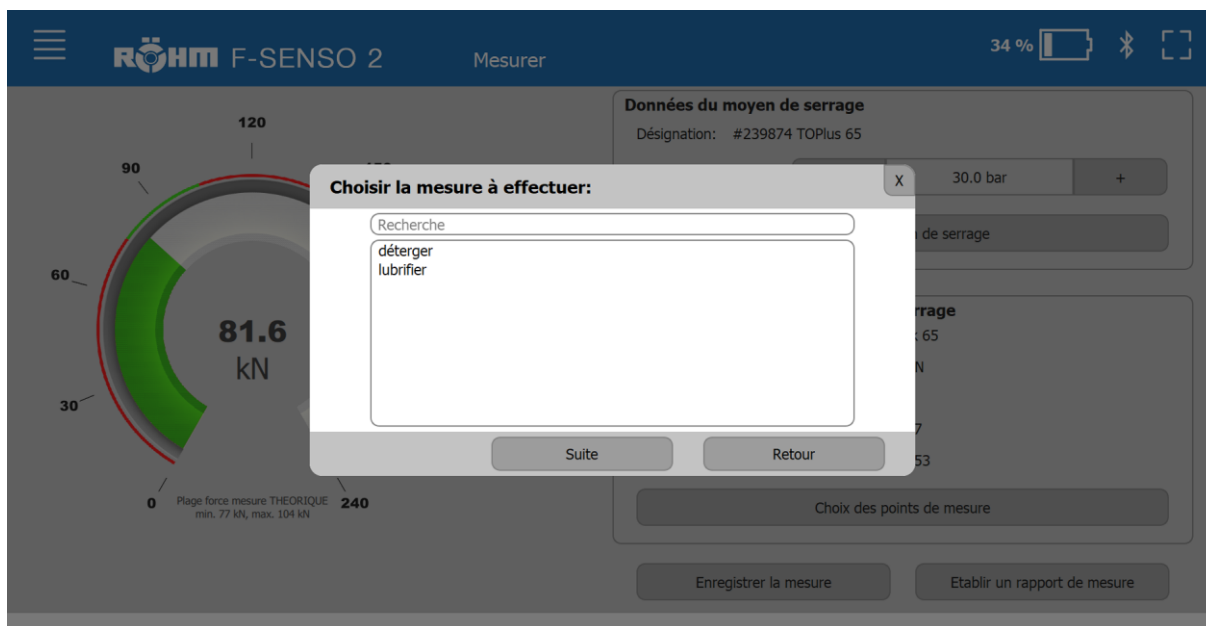 RÖHM F-SENSO 2
Mesurer
34 %
120
90
60
30
0
240
81.6
kN
Plage force mesure THEORIQUE
min. 77 kN, max. 104 kN
Données du moyen de serrage
Désignation: #239874 TOPlus 65
30.0 bar +
de serrage
Choisir la mesure à effectuer:
X
Recherche
déterger
lubrifier
Suite
Retour
65
N
7
53
Choix des points de mesure
Enregistrer la mesure
Etablir un rapport de mesure